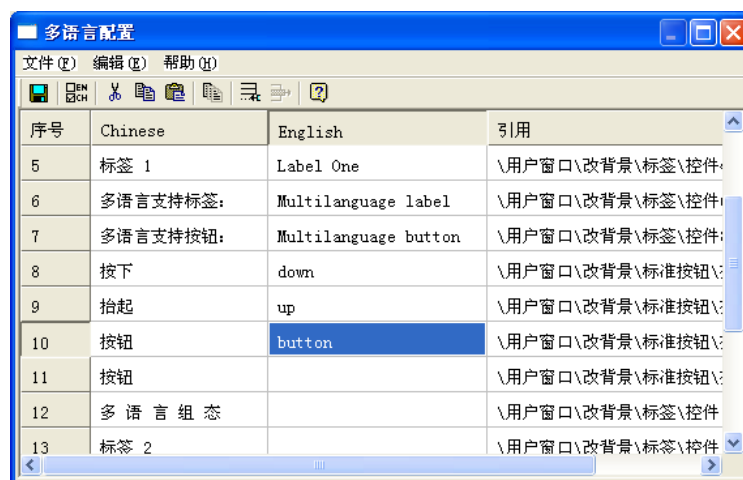 多语言配置
文件(F) 编辑(E) 帮助(H)
EN
CH
序号 Chinese English 引用
5 标签 1 Label One \用户窗口\改背景\标签\控件
6 多语言支持标签: Multilanguage label \用户窗口\改背景\标签\控件
7 多语言支持按钮: Multilanguage button \用户窗口\改背景\标签\控件
8 按下 down \用户窗口\改背景\标准按钮\
9 抬起 up \用户窗口\改背景\标准按钮\
10 按钮 button \用户窗口\改背景\标准按钮\
11 按钮 \用户窗口\改背景\标准按钮\
12 多 语 言 组 态 \用户窗口\改背景\标签\控件
13 标签 2 \用户窗口\改背景\标签\控件